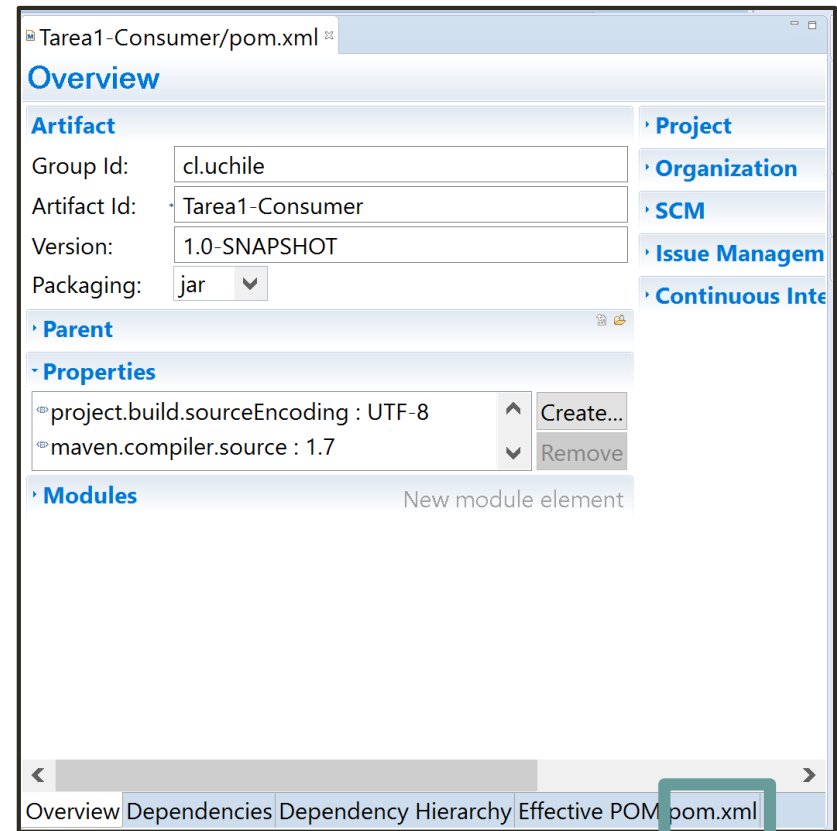 Tarea1-Consumer/pom.xml
Overview
Artifact
Group Id: cl.uchile
Artifact Id: * Tarea1-Consumer
Version: 1.0-SNAPSHOT
Packaging: jar
Parent
Properties
project.build.sourceEncoding : UTF-8
maven.compiler.source : 1.7
Create...
Remove
Modules
New module element
Project
Organization
SCM
Issue Managem
Continuous Inte
Overview Dependencies Dependency Hierarchy Effective POM pom.xml